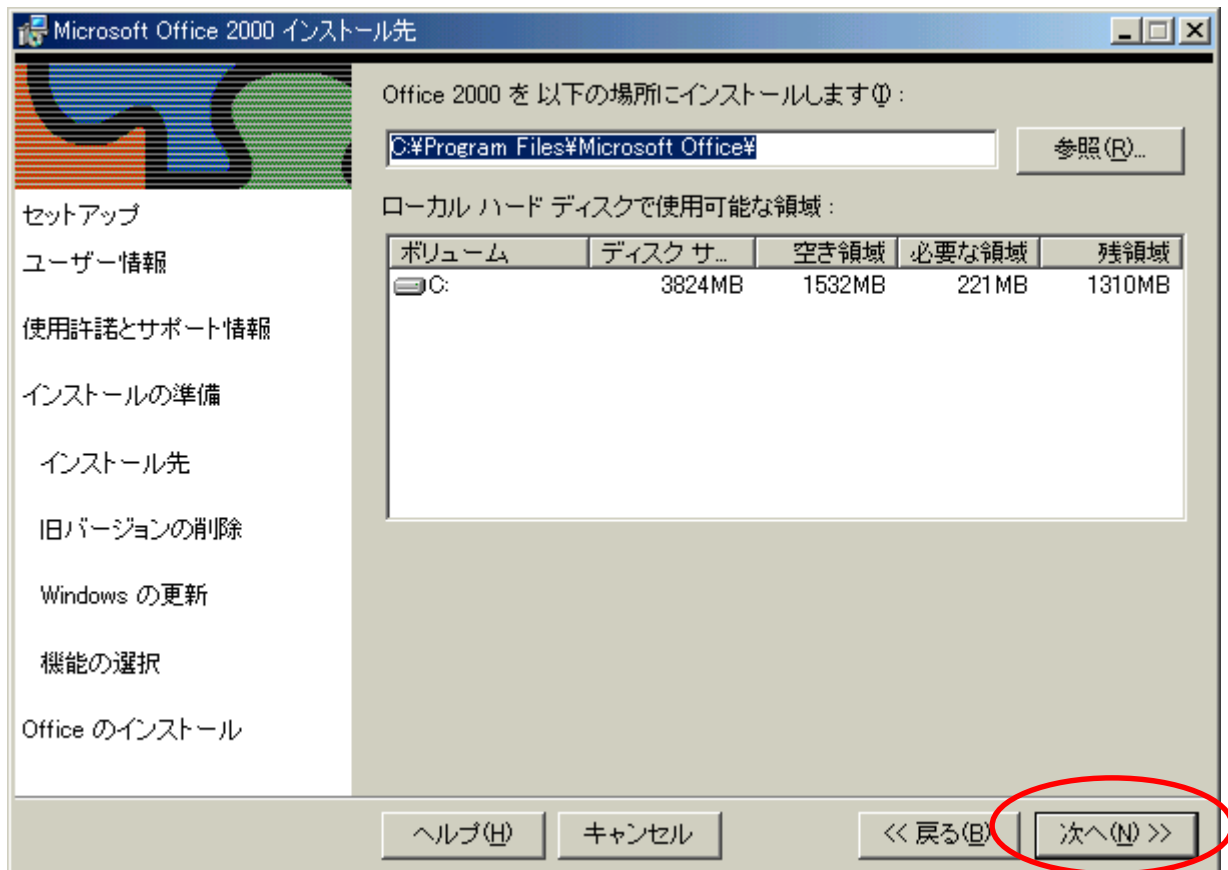 Microsoft Office 2000 インストール先
Office 2000 を 以下の場所にインストールします(I) :
C:¥Program Files¥Microsoft Office¥
参照(R)...
セットアップ
ユーザー情報
使用許諾とサポート情報
インストールの準備
インストール先
旧バージョンの削除
Windows の更新
機能の選択
Office のインストール
ローカル ハード ディスクで使用可能な領域 :
ボリューム ディスク サ... 空き領域 必要な領域 残領域
C: 3824MB 1532MB 221MB 1310MB
ヘルプ(H) キャンセル << 戻る(B) 次へ(N) >>